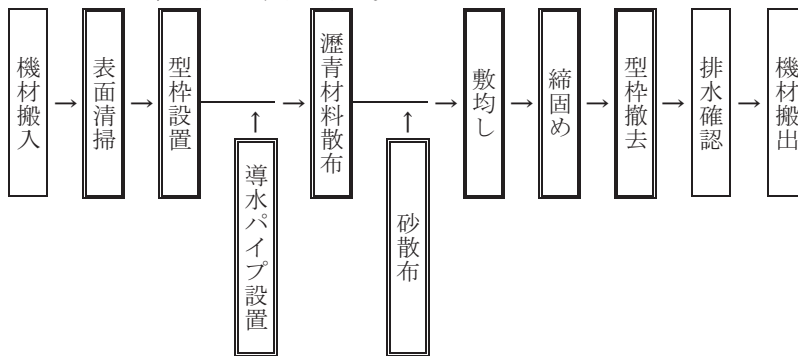 機材搬入
表面清掃
型枠設置
導水パイプ設置
瀝青材料散布
砂散布
敷均し
締固め
型枠撤去
排水確認
機材搬出